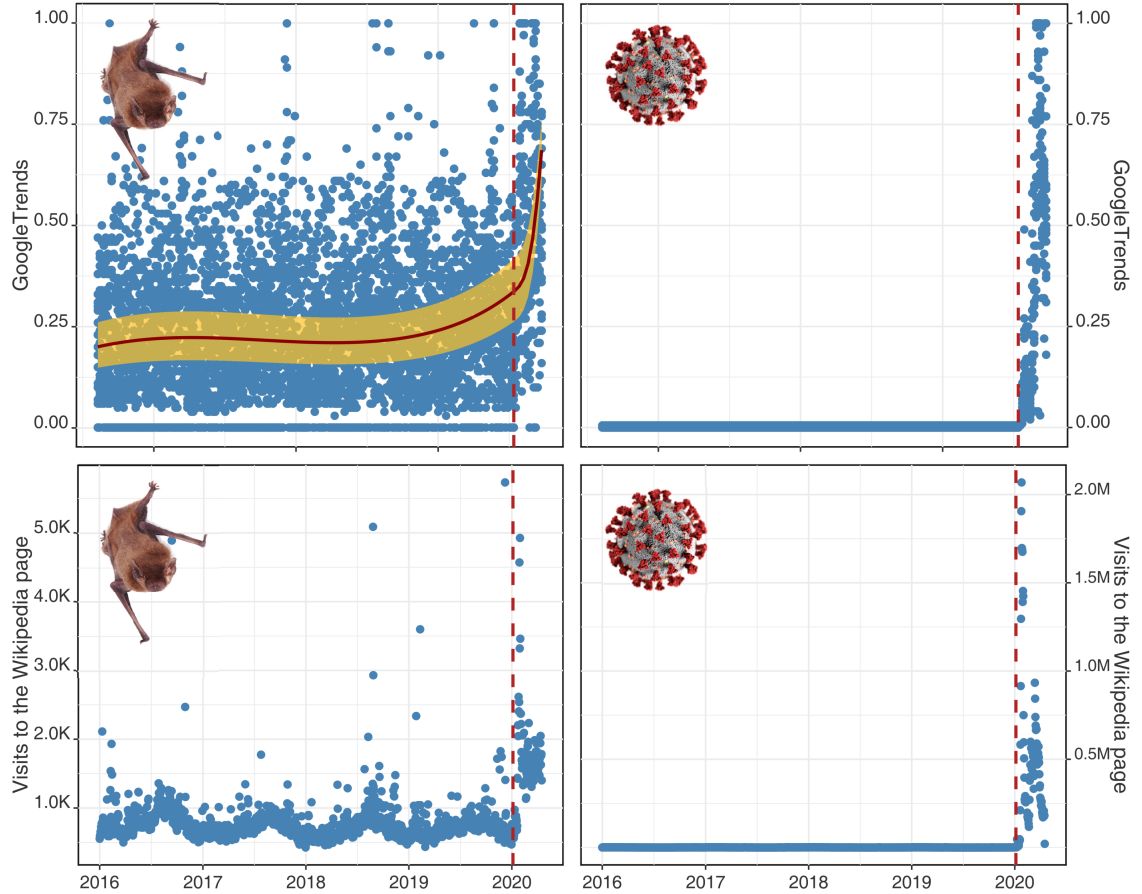 1.00
0.75
0.50
0.25
0.00
GoogleTrends
1.00
0.75
0.50
0.25
0.00
GoogleTrends
5.0K
4.0K
3.0K
2.0K
1.0K
Visits to the Wikipedia page
2.0M
1.5M
1.0M
0.5M
Visits to the Wikipedia page
2016 2017 2018 2019 2020
2016 2017 2018 2019 2020